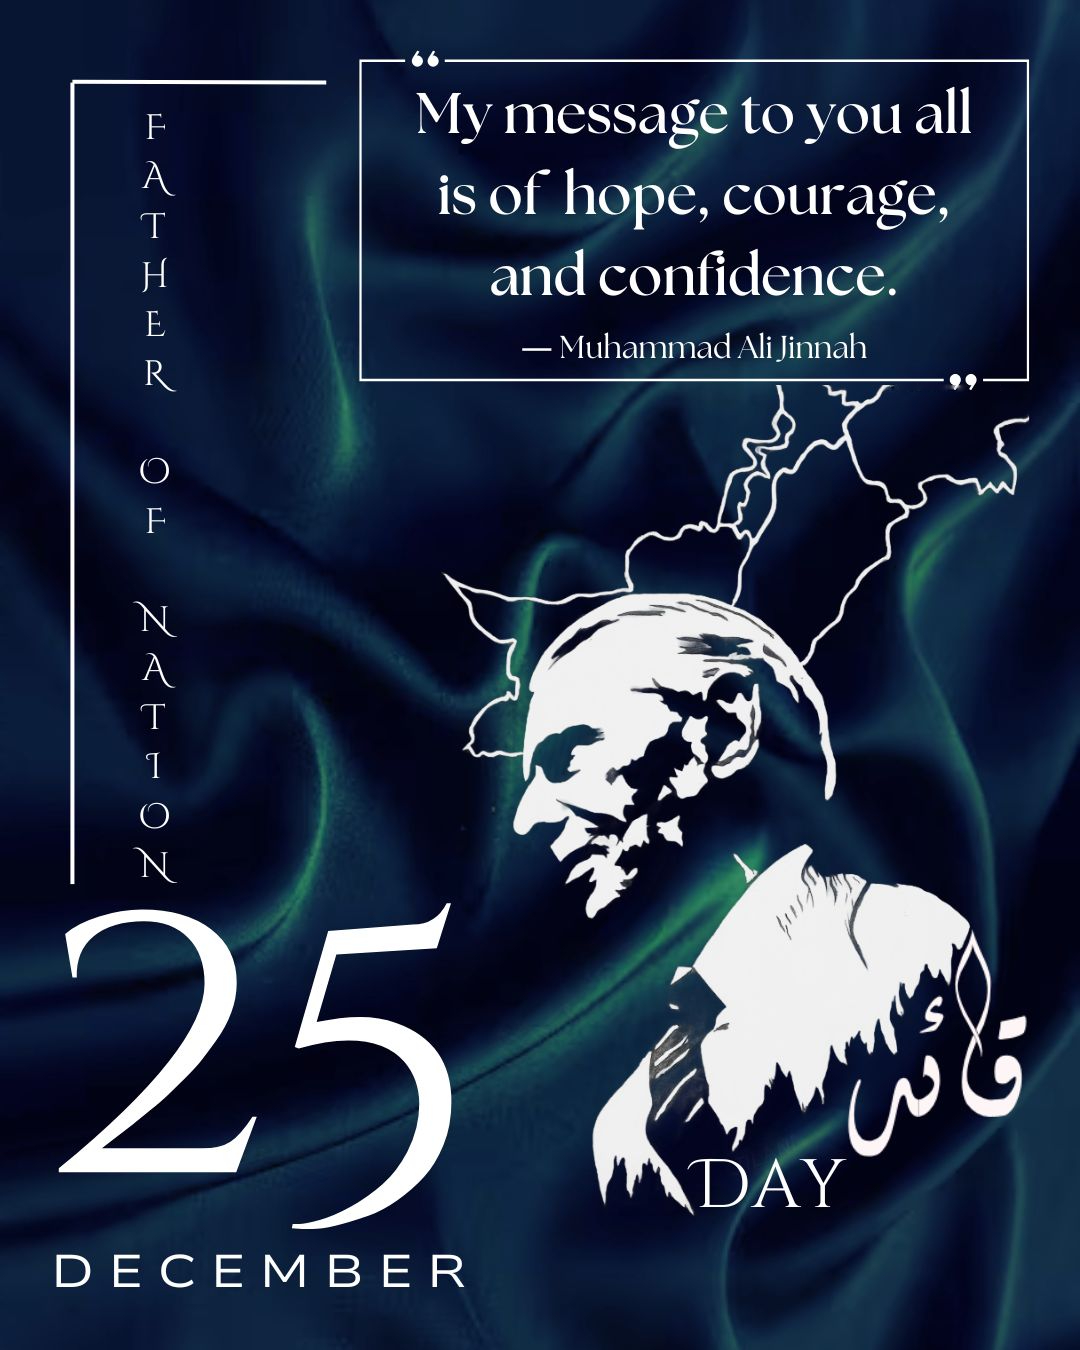 “
My message to you all
is of hope, courage,
and confidence.
— Muhammad Ali Jinnah
”
FATHER OF NATION
25
DECEMBER
قائد
DAY